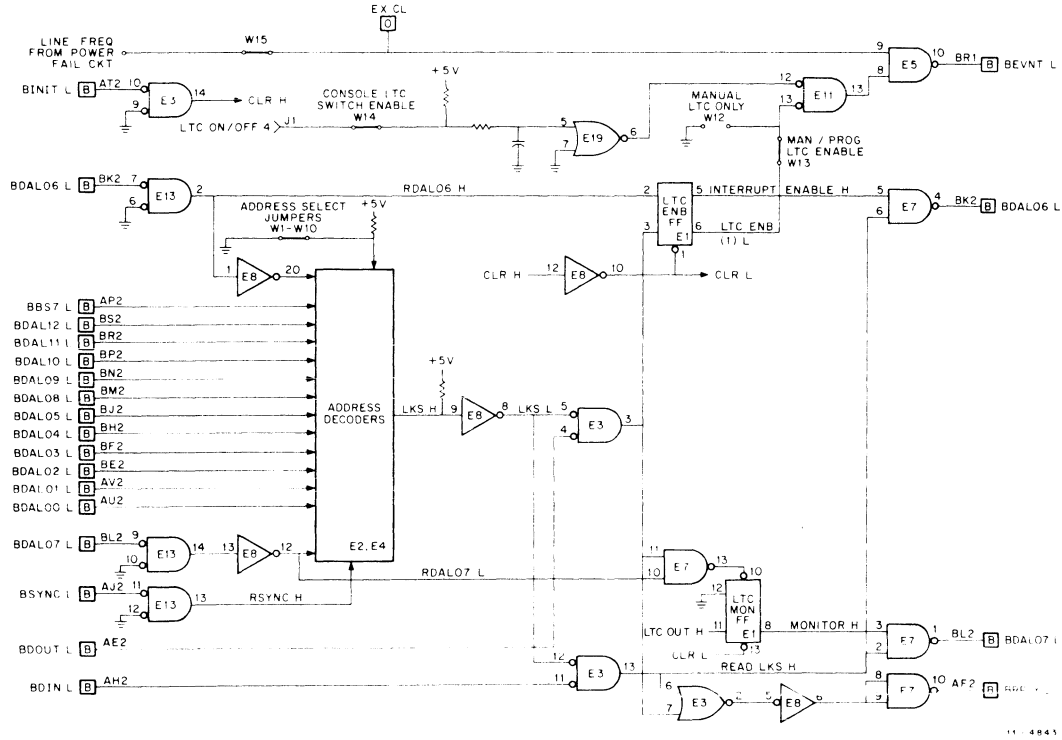 EX CL
O
LINE FREQ
FROM POWER
FAIL CKT
W15
9
8
E5
10
BR1
B
BEVNT L
BINIT L
B
AT2
10
9
E3
14
CLR H
CONSOLE LTC
SWITCH ENABLE
W14
+5V
LTC ON/OFF 4
J1
5
7
E19
6
MANUAL
LTC ONLY
W12
12
13
E11
13
MAN / PROG
LTC ENABLE
W13
BDAL06 L
B
BK2
7
6
E13
2
RDAL06 H
2
3
LTC
ENB
FF
E1
1
5
INTERRUPT ENABLE H
6
LTC ENB
(1) L
5
6
E7
4
BK2
B
BDAL06 L
ADDRESS SELECT
JUMPERS
W1-W10
+5V
1
E8
20
CLR H
12
E8
10
CLR L
BBS7 L
B
AP2
BDAL12 L
B
BS2
BDAL11 L
B
BR2
BDAL10 L
B
BP2
BDAL09 L
B
BN2
BDAL08 L
B
BM2
BDAL05 L
B
BJ2
BDAL04 L
B
BH2
BDAL03 L
B
BF2
BDAL02 L
B
BE2
BDAL01 L
B
AV2
BDAL00 L
B
AU2
ADDRESS
DECODERS
E2, E4
LKS H
+5V
9
E8
8
LKS L
5
4
E3
3
BDAL07 L
B
BL2
9
10
E13
14
13
E8
12
RDAL07 L
11
10
E7
13
10
BSYNC
B
AJ2
11
12
E13
13
RSYNC H
12
LTC
MON
FF
E1
LTC OUT H
11
8
MONITOR H
13
CLR L
3
2
E7
1
BL2
B
BDAL07
BDOUT L
B
AE2
BDIN L
B
AH2
12
11
E3
13
READ LKS H
6
7
E3
2
5
E8
6
8
9
E7
10
AF2
B
11-4843